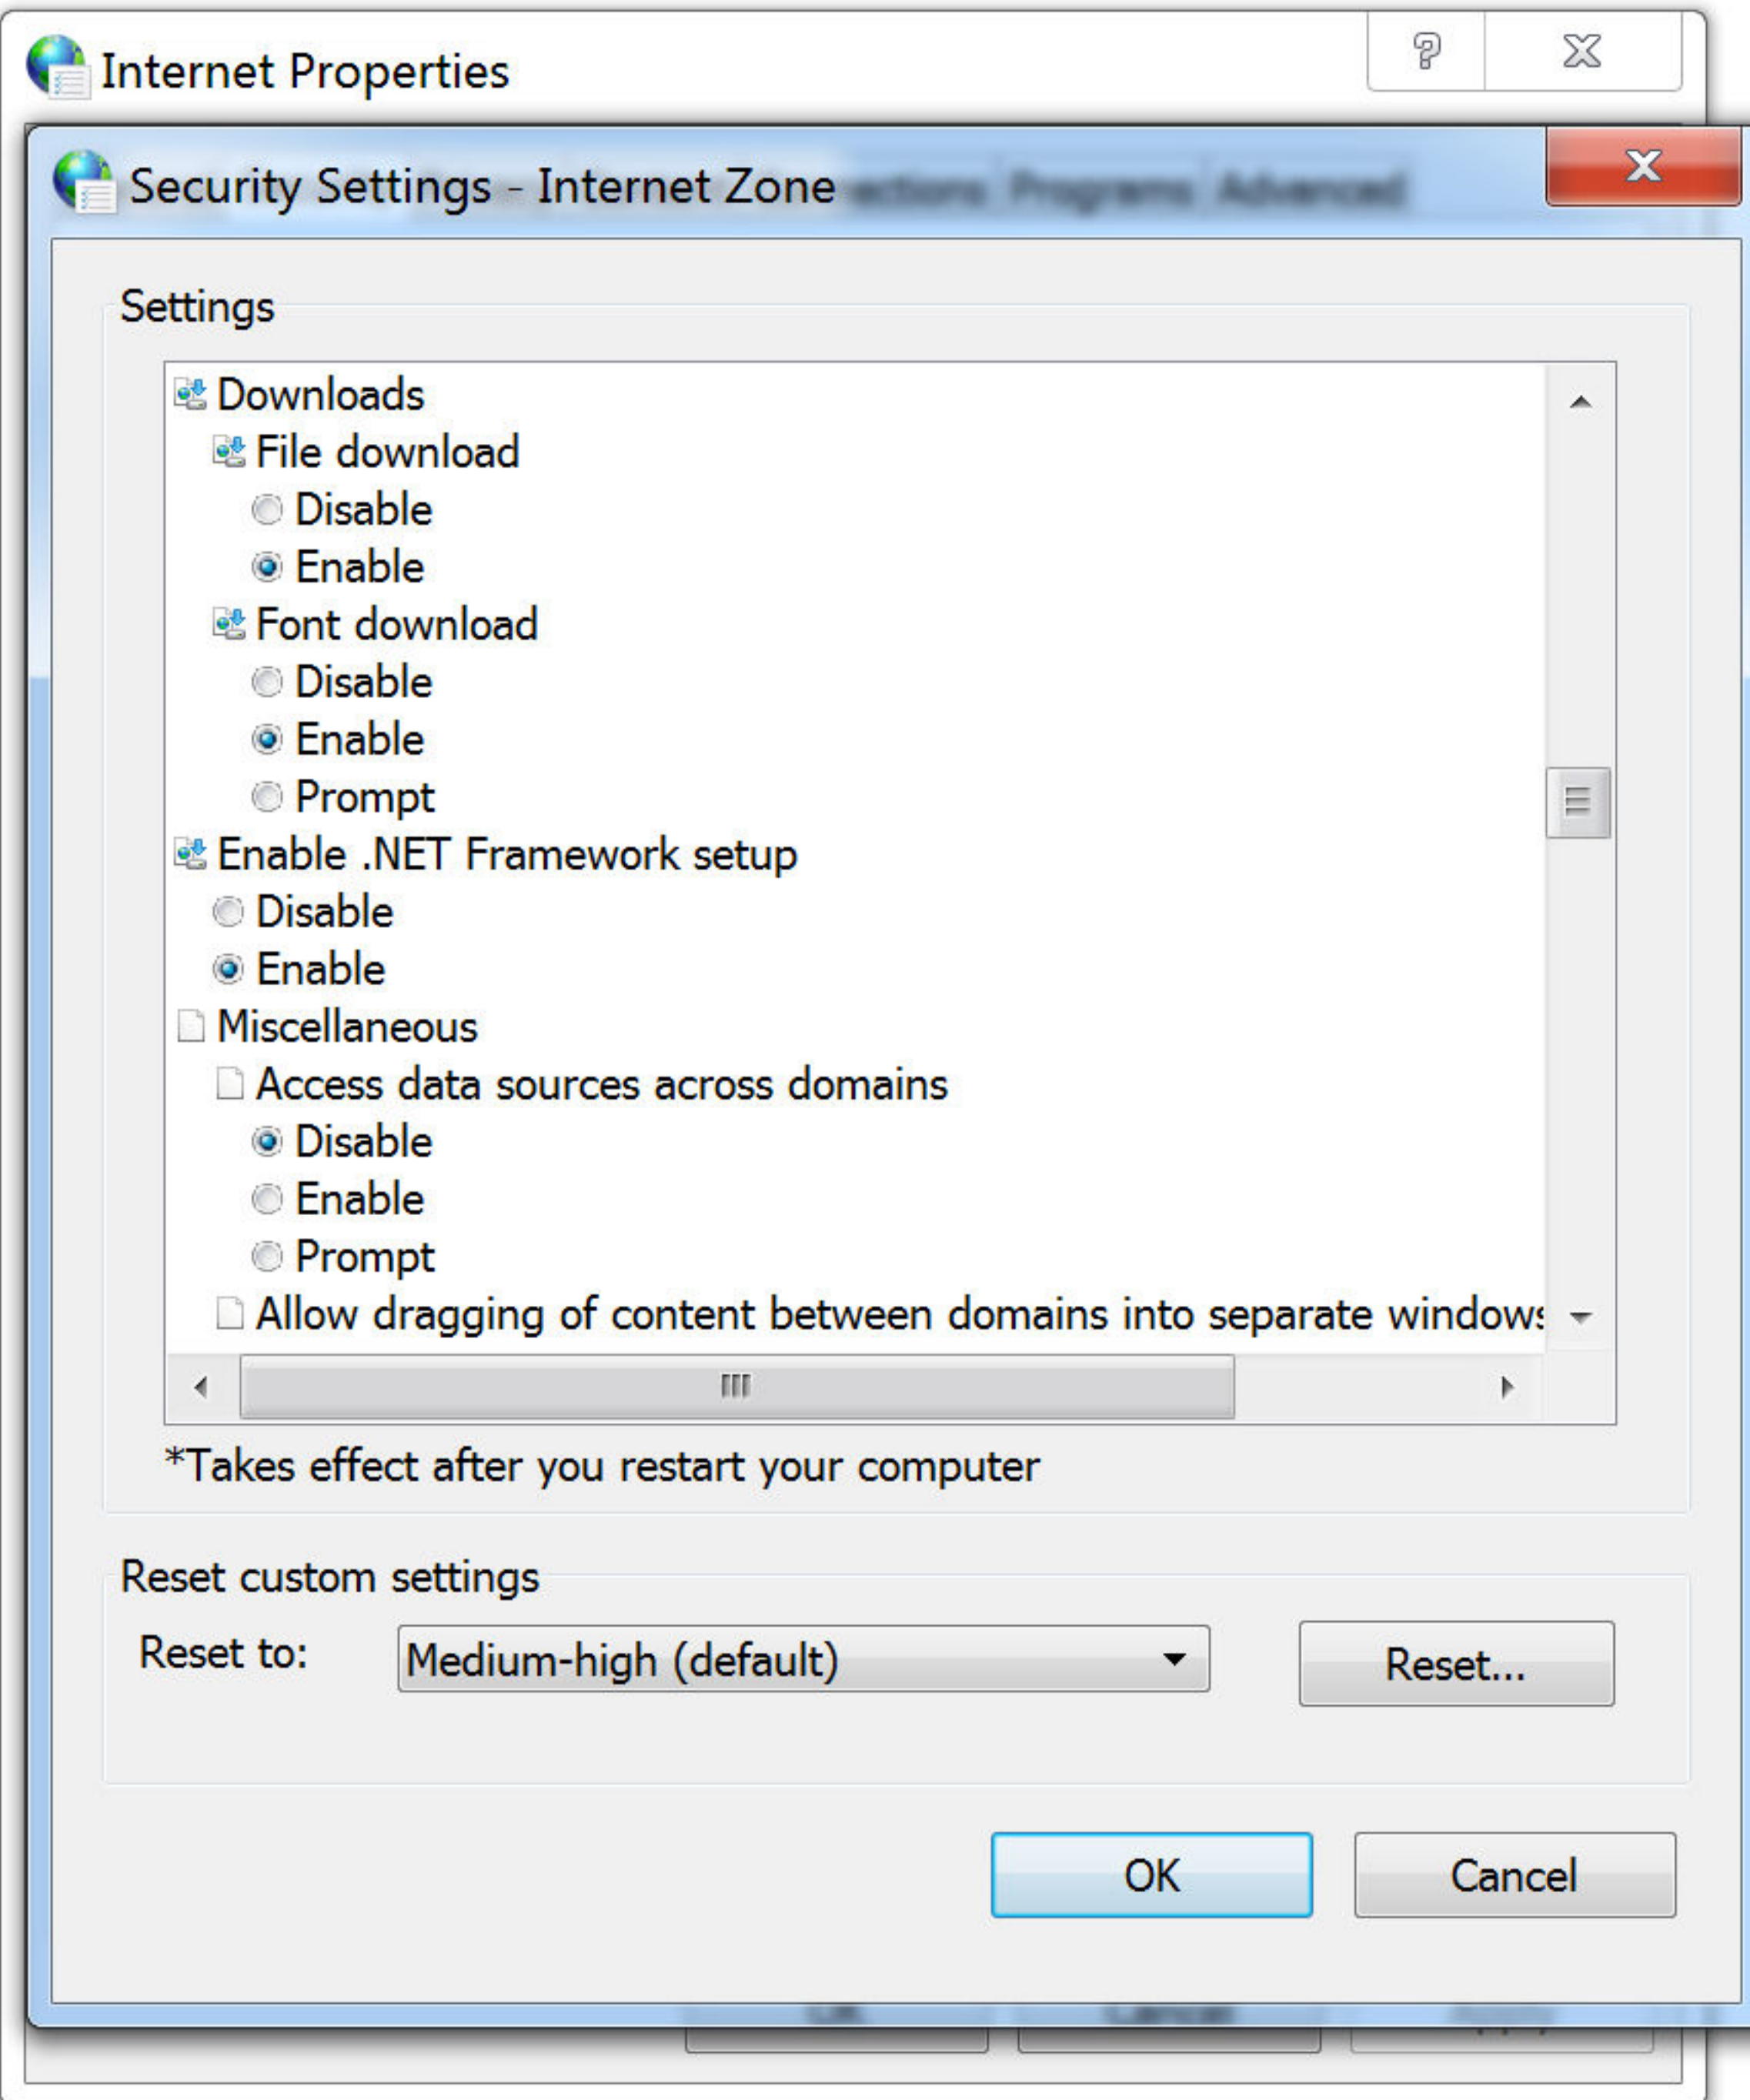 Internet Properties
Security Settings - Internet Zone
Programs Advanced
Settings
Downloads
File download
Disable
Enable
Font download
Disable
Enable
Prompt
Enable .NET Framework setup
Disable
Enable
Miscellaneous
Access data sources across domains
Disable
Enable
Prompt
Allow dragging of content between domains into separate windows
*Takes effect after you restart your computer
Reset custom settings
Reset to:
Medium-high (default)
Reset...
OK
Cancel